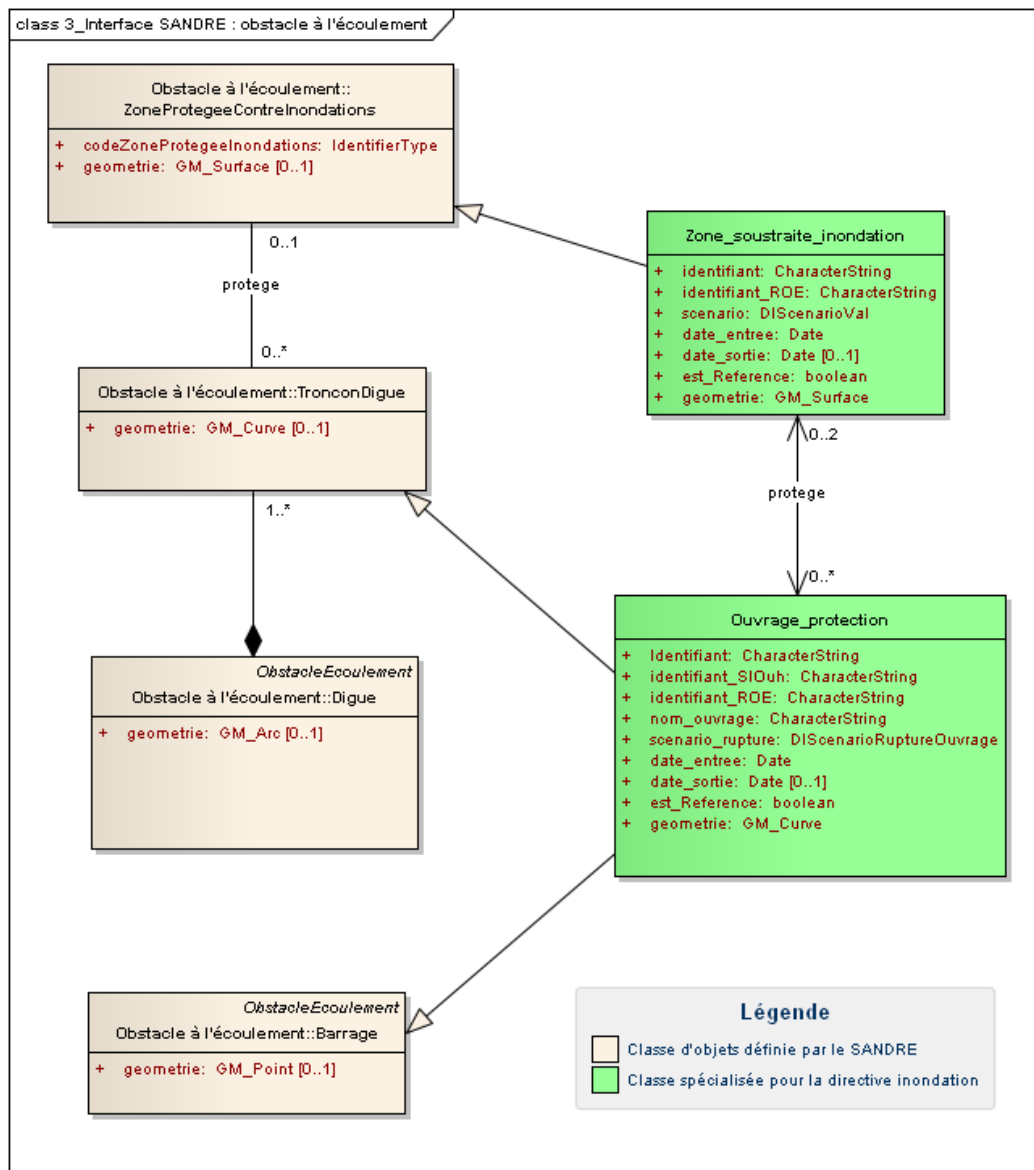 class 3_Interface SANDRE : obstacle à l'écoulement
Obstacle à l'écoulement::
ZoneProtegeeContreInondations
+ codeZoneProtegeeInondations: IdentifierType
+ geometrie: GM_Surface [0..1]
0..1
protege
0..*
Zone_soustraite_inondation
+ identifiant: CharacterString
+ identifiant_ROE: CharacterString
+ scenario: DIScenarioVal
+ date_entree: Date
+ date_sortie: Date [0..1]
+ est_Reference: boolean
+ geometrie: GM_Surface
Obstacle à l'écoulement::TronconDigue
+ geometrie: GM_Curve [0..1]
1..*
0..2
protege
0..*
Ouvrage_protection
+ Identifiant: CharacterString
+ identifiant_SIOuh: CharacterString
+ identifiant_ROE: CharacterString
+ nom_ouvrage: CharacterString
+ scenario_rupture: DIScenarioRuptureOuvrage
+ date_entree: Date
+ date_sortie: Date [0..1]
+ est_Reference: boolean
+ geometrie: GM_Curve
ObstacleEcoulement
Obstacle à l'écoulement::Digue
+ geometrie: GM_Arc [0..1]
ObstacleEcoulement
Obstacle à l'écoulement::Barrage
+ geometrie: GM_Point [0..1]
Légende
Classe d'objets définie par le SANDRE
Classe spécialisée pour la directive inondation